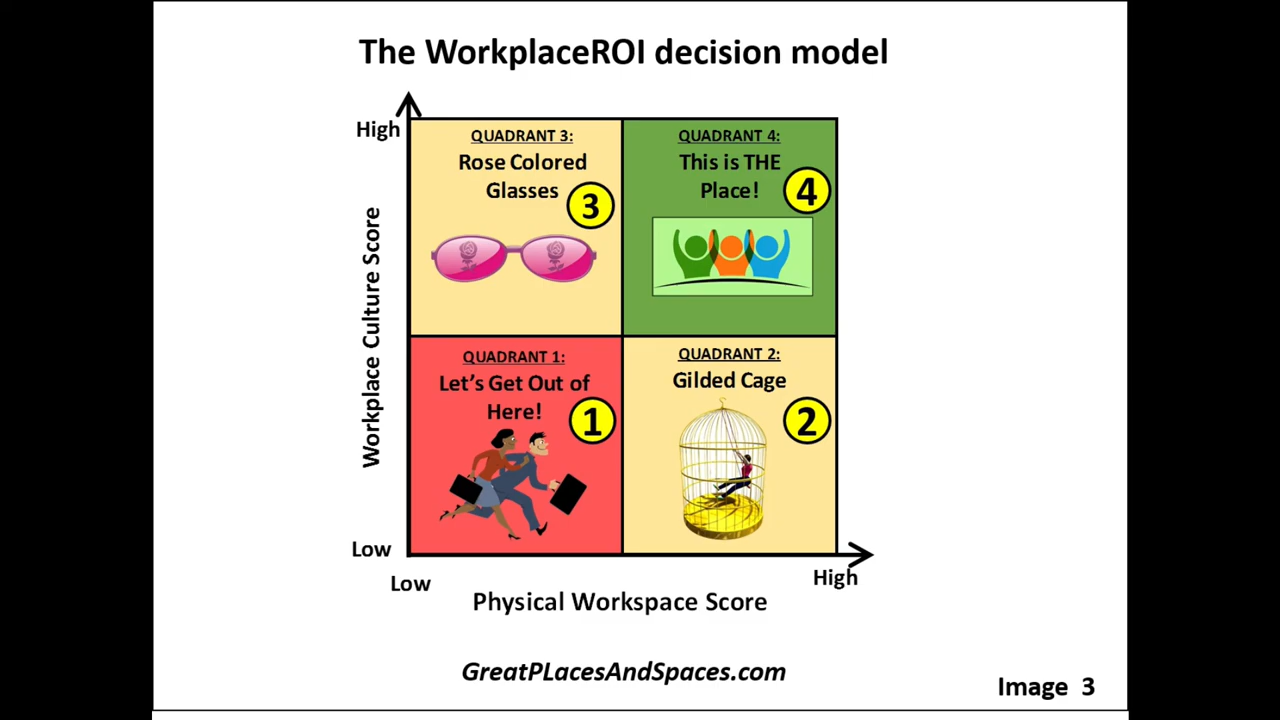 The WorkplaceROI decision model
High
Workplace Culture Score
QUADRANT 3:
Rose Colored
Glasses
3
QUADRANT 4:
This is THE
Place!
4
QUADRANT 1:
Let's Get Out of
Here!
1
QUADRANT 2:
Gilded Cage
2
Low
Low
High
Physical Workspace Score
GreatPLacesAndSpaces.com
Image 3